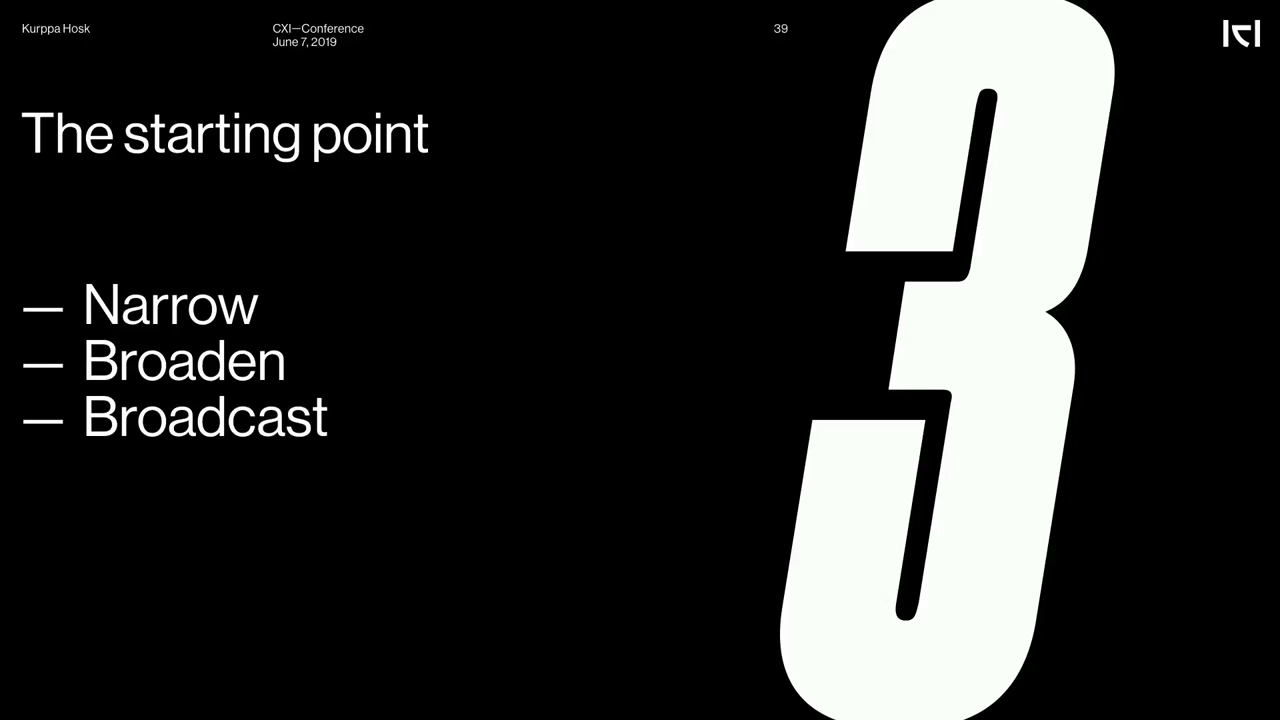 Kurppa Hosk
CXI—Conference
June 7, 2019
39
The starting point
— Narrow
— Broaden
— Broadcast
3